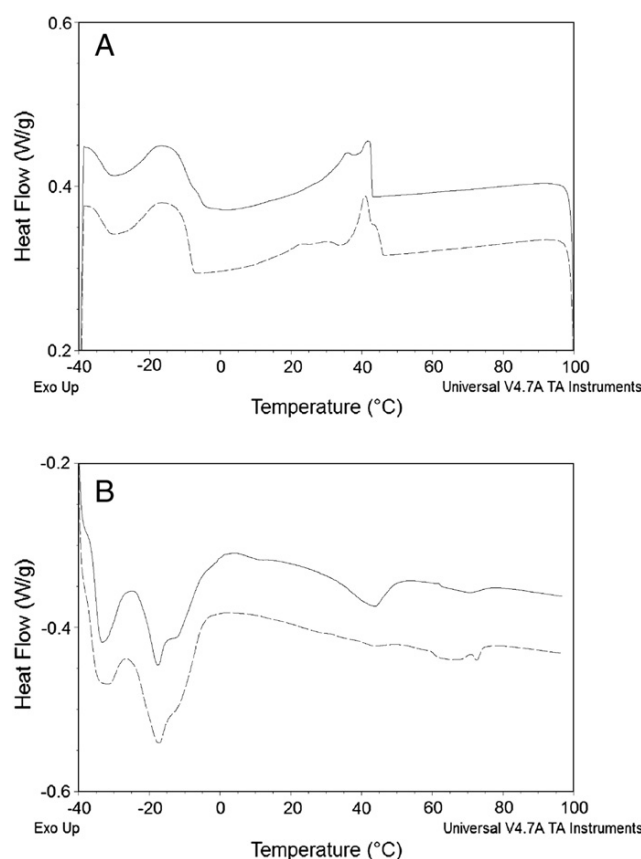 A
0.6
0.4
0.2
Heat Flow (W/g)
-40 -20 0 20 40 60 80 100
Exo Up Universal V4.7A TA Instruments
Temperature (°C)
B
-0.2
-0.4
-0.6
Heat Flow (W/g)
-40 -20 0 20 40 60 80 100
Exo Up Universal V4.7A TA Instruments
Temperature (°C)